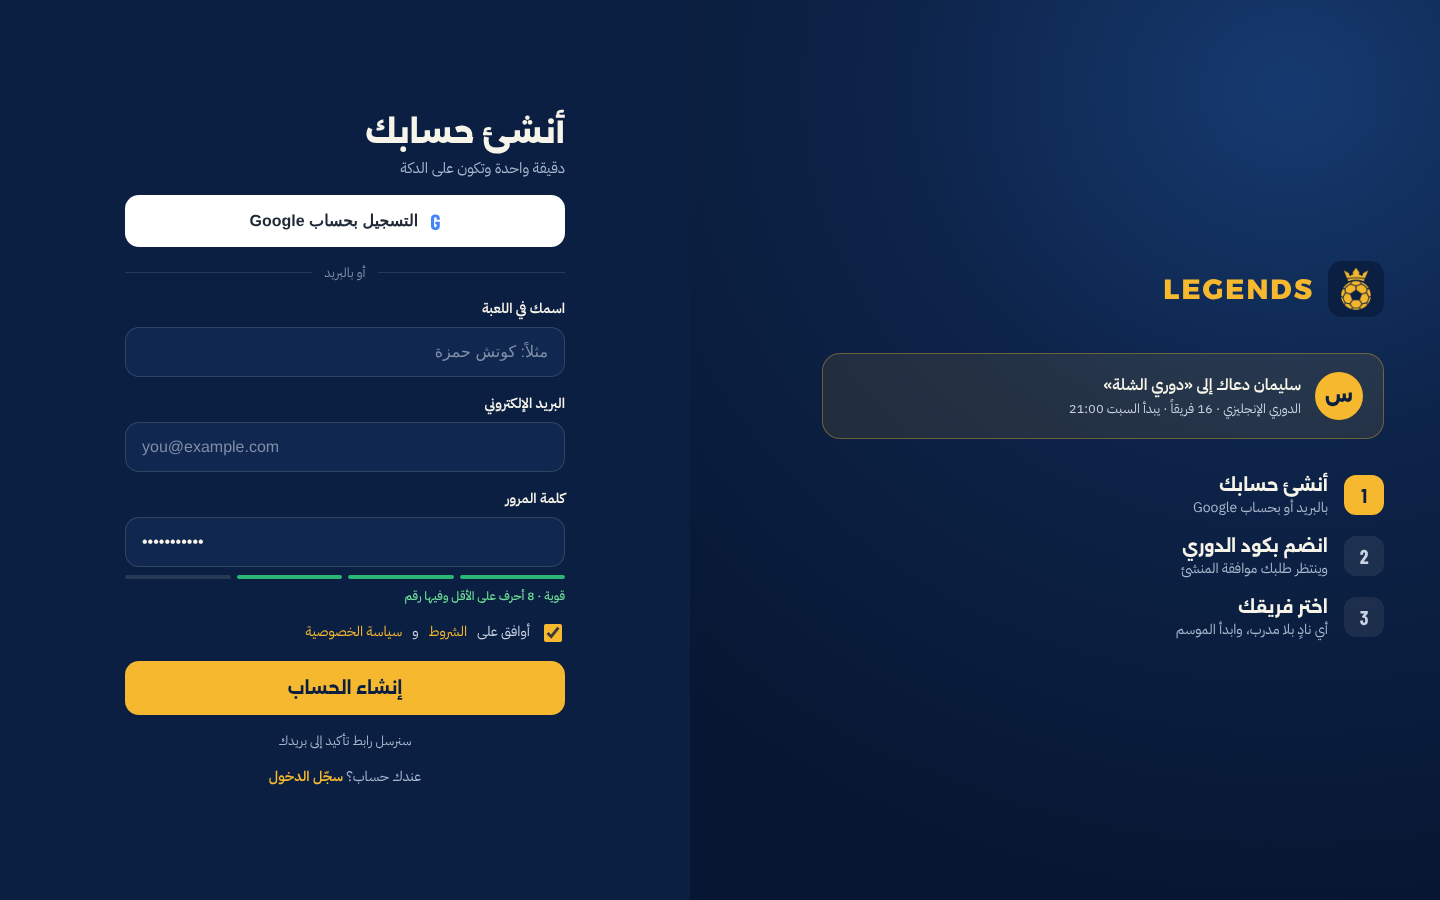 LEGENDS
س
سليمان دعاك إلى «دوري الشلة»
الدوري الإنجليزي · 16 فريقاً · يبدأ السبت 21:00
1
أنشئ حسابك
بالبريد أو بحساب Google
2
انضم بكود الدوري
وينتظر طلبك موافقة المنشئ
3
اختر فريقك
أي نادٍ بلا مدرب، وابدأ الموسم
أنشئ حسابك
دقيقة واحدة وتكون على الدكة
G التسجيل بحساب Google
أو بالبريد
اسمك في اللعبة
مثلاً: كوتش حمزة
البريد الإلكتروني
you@example.com
كلمة المرور
•••••••••••
قوية · 8 أحرف على الأقل وفيها رقم
أوافق على الشروط و سياسة الخصوصية
إنشاء الحساب
سنرسل رابط تأكيد إلى بريدك
عندك حساب؟ سجّل الدخول